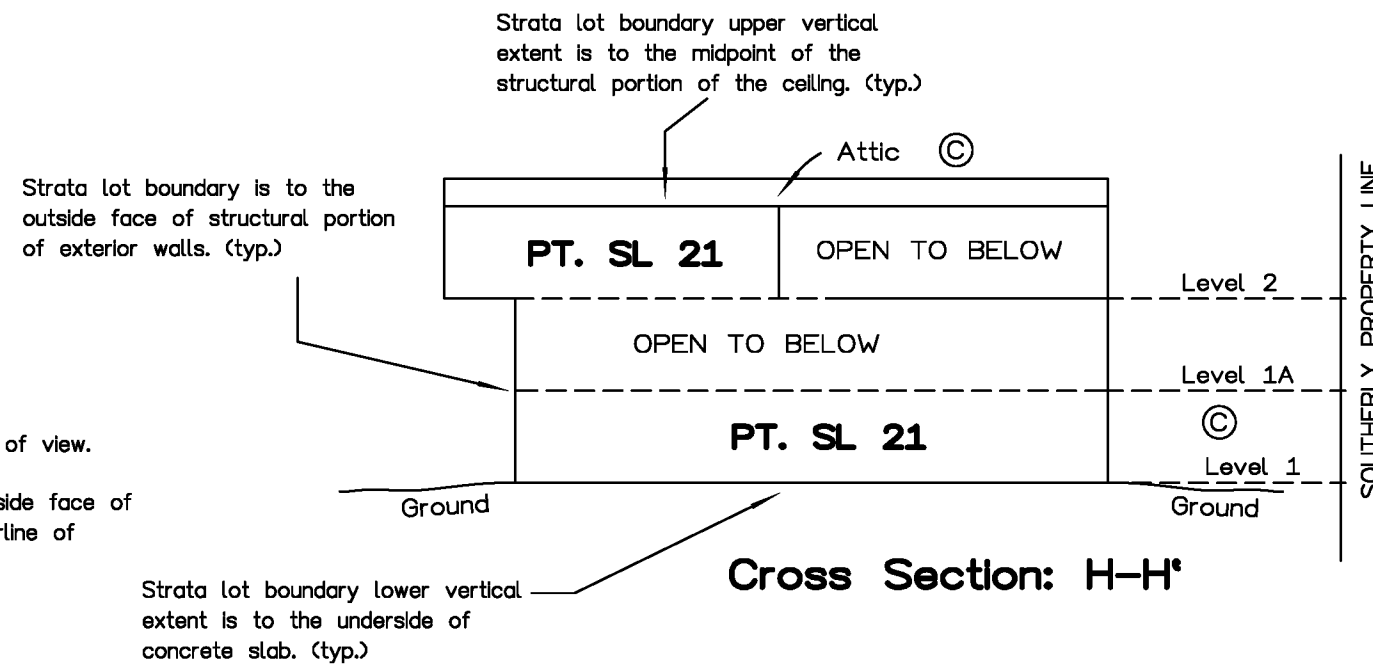 Strata lot boundary upper vertical
extent is to the midpoint of the
structural portion of the ceiling. (typ.)
Attic Ⓒ
Strata lot boundary is to the
outside face of structural portion
of exterior walls. (typ.)
PT. SL 21
OPEN TO BELOW
Level 2
OPEN TO BELOW
Level 1A
PT. SL 21
Ⓒ
Level 1
Ground
Ground
SOUTHERLY PROPERTY LINE
of view.
face of
of
Strata lot boundary lower vertical
extent is to the underside of
concrete slab. (typ.)
Cross Section: H-H'